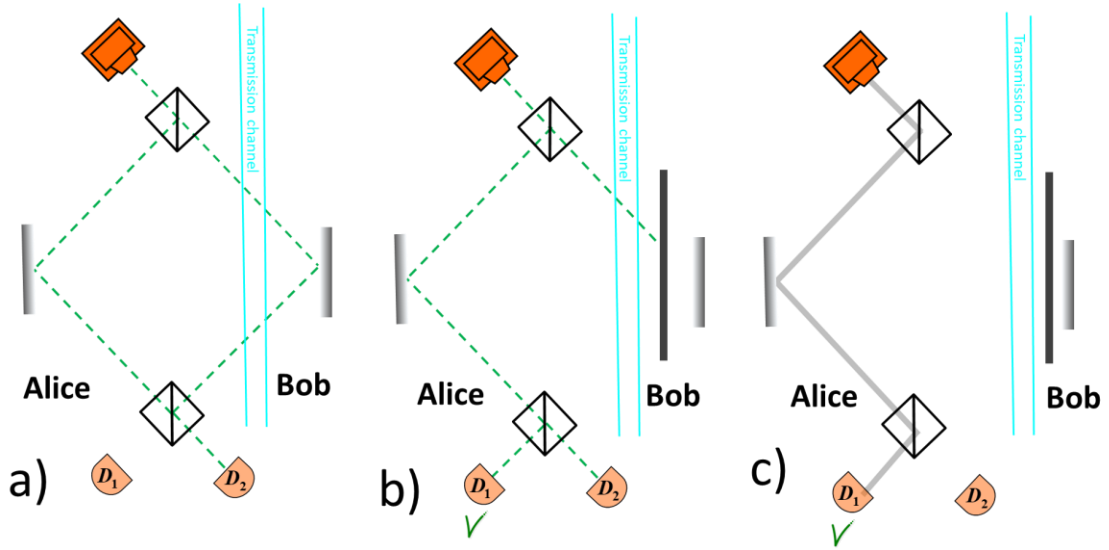 Transmission channel
Alice
Bob
D1
D2
a)
Transmission channel
Alice
Bob
D1
D2
b)
Transmission channel
Alice
Bob
D1
D2
c)